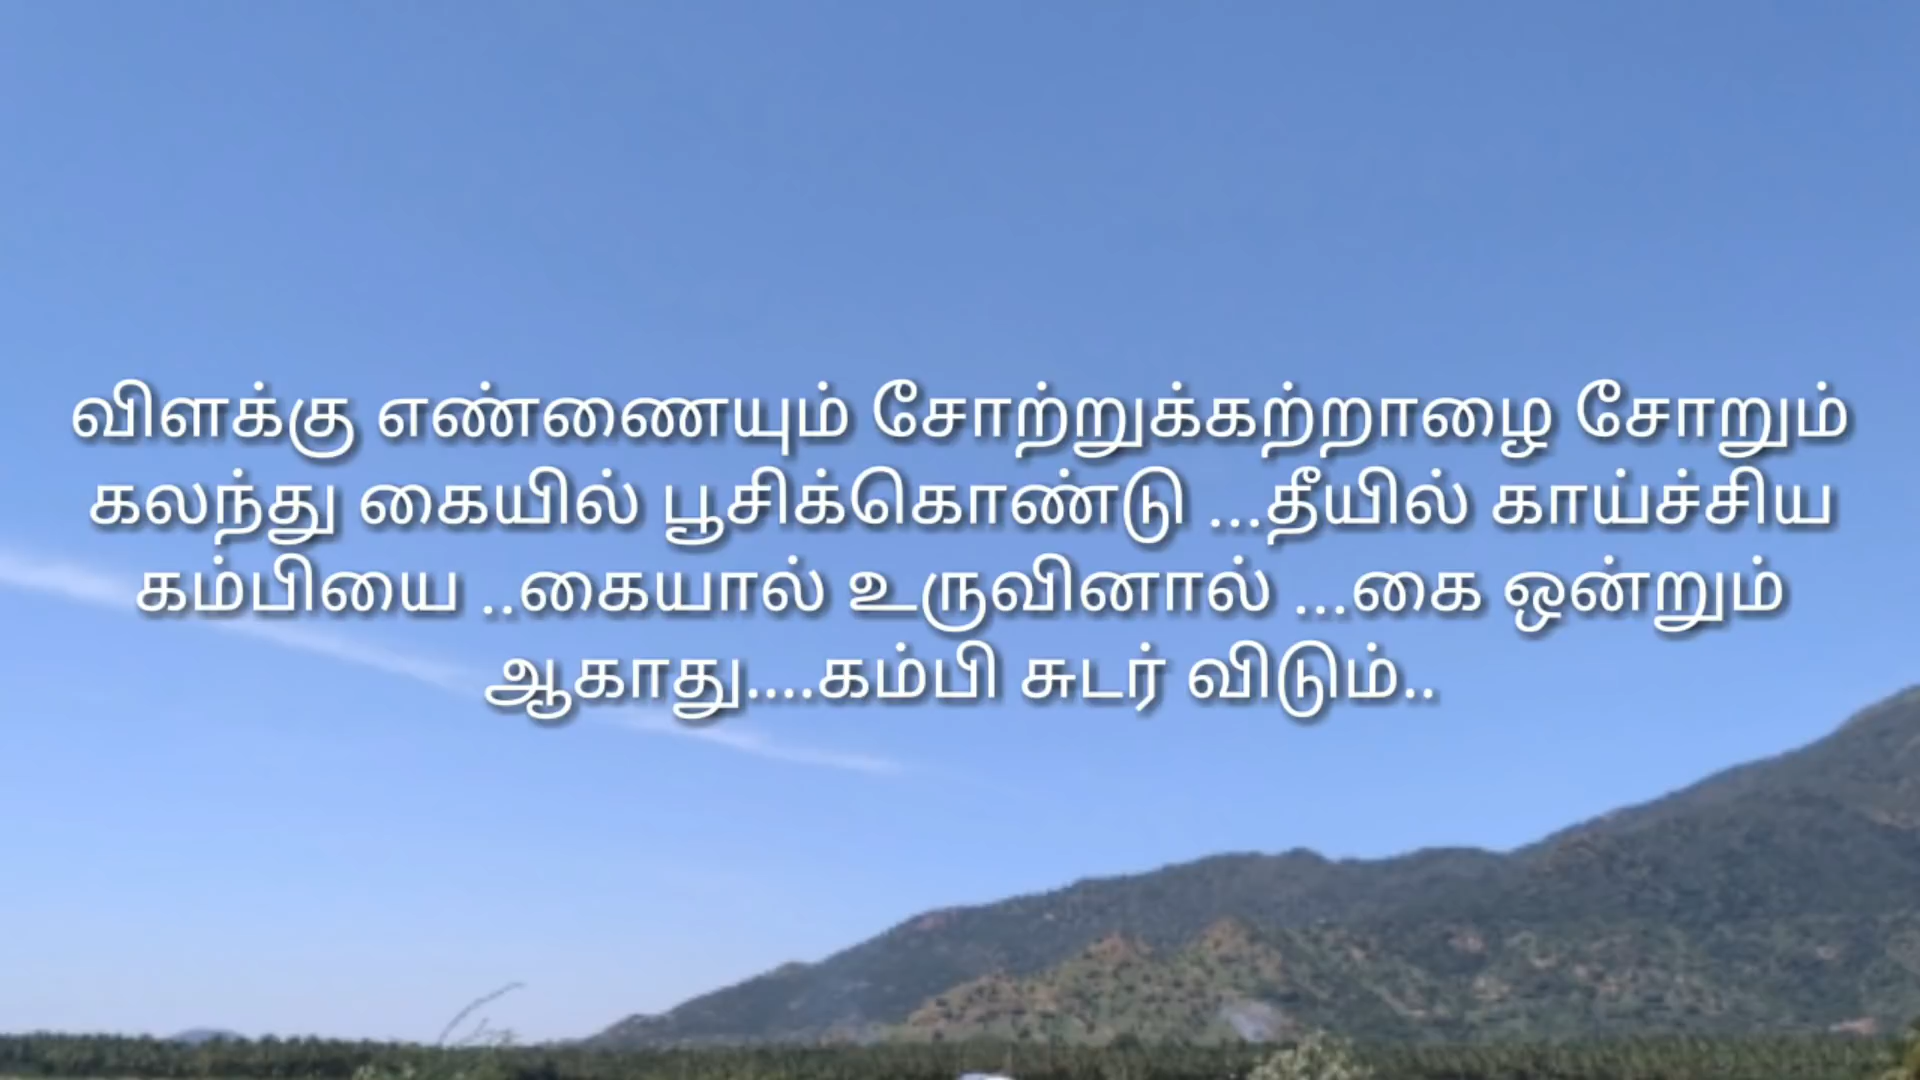 விளக்கு எண்ணையும் சோற்றுக்கற்றாழை சோறும்
கலந்து கையில் பூசிக்கொண்டு ...தீயில் காய்ச்சிய
கம்பியை ..கையால் உருவினால் ...கை ஒன்றும்
ஆகாது....கம்பி சுடர் விடும்..